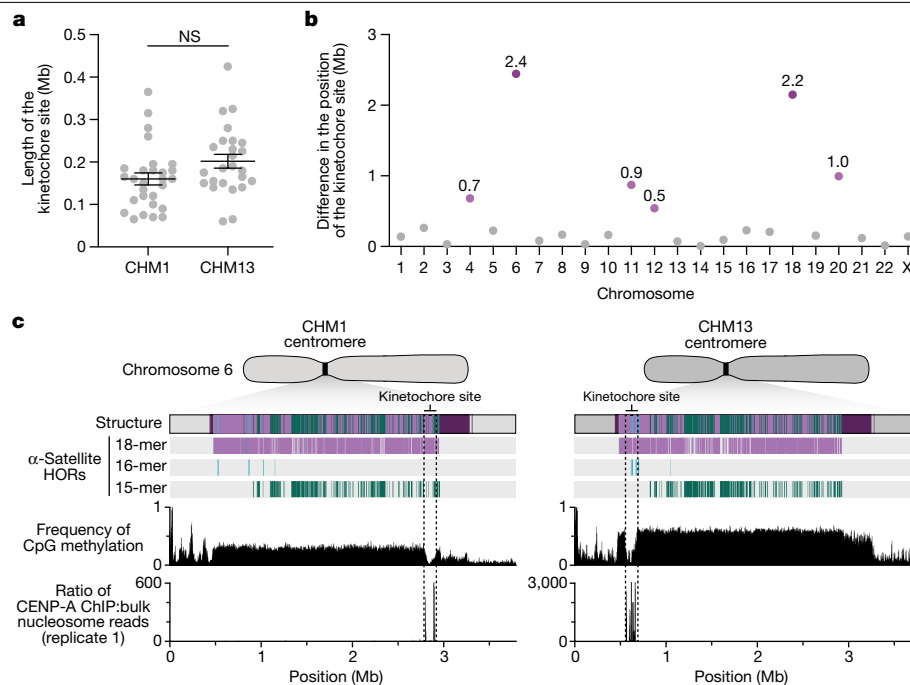 a
NS
Length of the
kinetochore site (Mb)
0.5
0.4
0.3
0.2
0.1
0
CHM1
CHM13
b
Difference in the position
of the kinetochore site (Mb)
3
2
1
0
0.7
2.4
0.9
0.5
2.2
1.0
1 2 3 4 5 6 7 8 9 10 11 12 13 14 15 16 17 18 19 20 21 22 X
Chromosome
c
CHM1
centromere
CHM13
centromere
Chromosome 6
Kinetochore site
Kinetochore site
Structure
α-Satellite
HORs
18-mer
16-mer
15-mer
Frequency of
CpG methylation
1
0
1
0
Ratio of
CENP-A ChIP:bulk
nucleosome reads
(replicate 1)
600
0
3,000
0
0 1 2 3
Position (Mb)
0 1 2 3
Position (Mb)